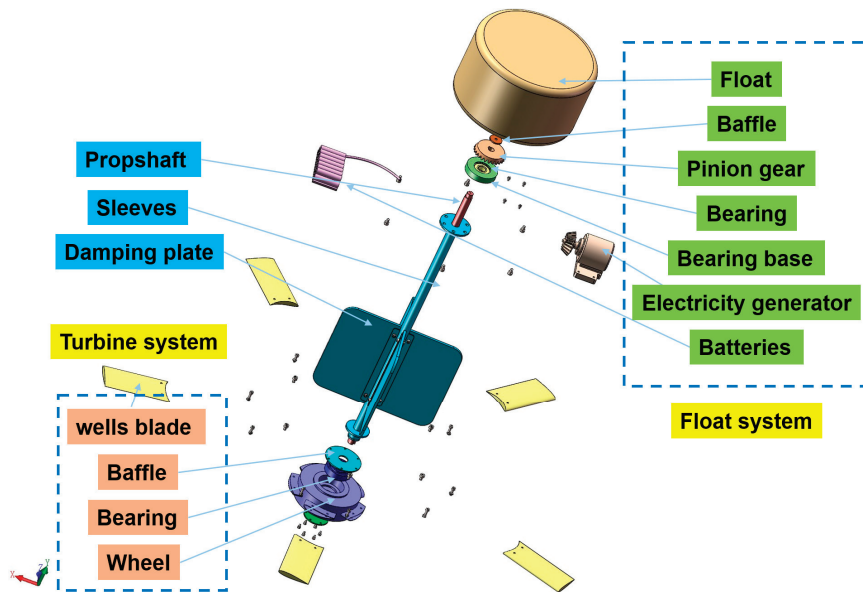 Float
Baffle
Pinion gear
Bearing
Bearing base
Electricity generator
Batteries
Float system
Propshaft
Sleeves
Damping plate
Turbine system
wells blade
Baffle
Bearing
Wheel
X
Z
Y